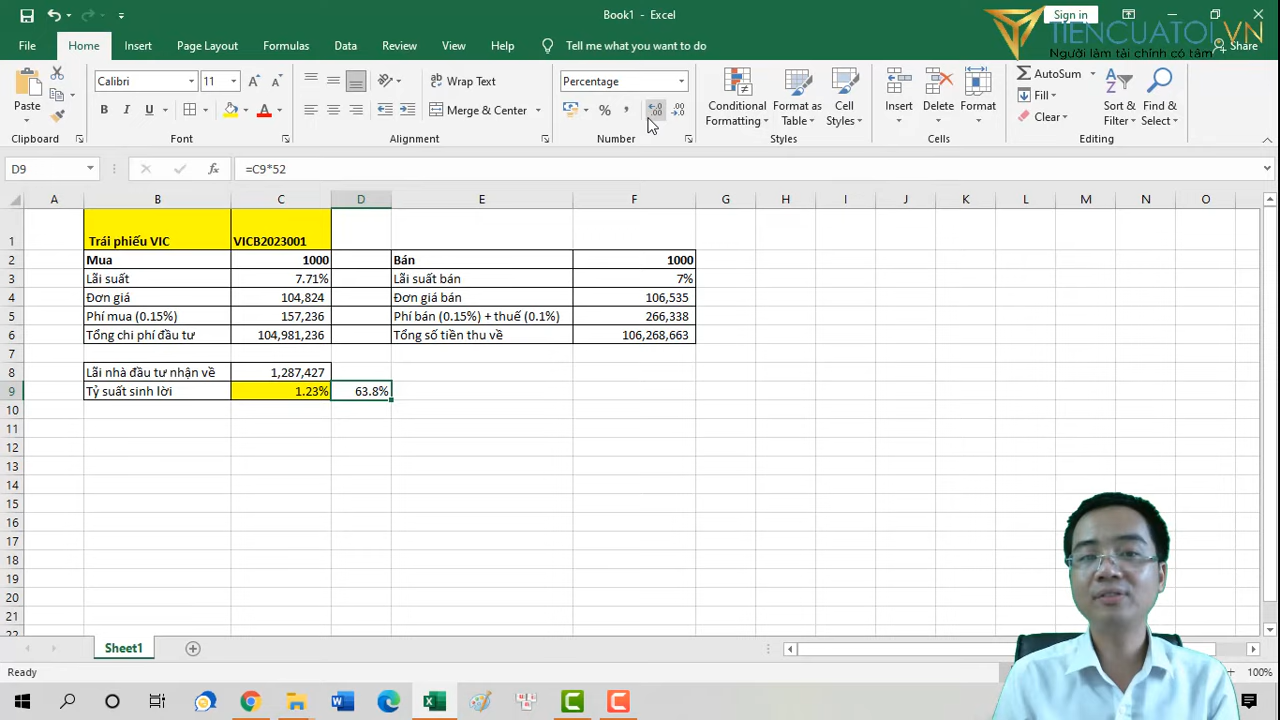 Book1 - Excel
Sign in
TIENCUATOI.VN
Người làm tài chính có tâm
File Home Insert Page Layout Formulas Data Review View Help Tell me what you want to do Share
Paste
Calibri 11
B I U A
Wrap Text
Merge & Center
Percentage
% ,
Conditional Formatting
Format as Table
Cell Styles
Insert Delete Format
AutoSum
Fill
Clear
Sort & Filter
Find & Select
Clipboard Font Alignment Number Styles Cells Editing
D9 fx =C9*52
A B C D E F G H I J K L M N O
1 Trái phiếu VIC VICB2023001
2 Mua 1000 Bán 1000
3 Lãi suất 7.71% Lãi suất bán 7%
4 Đơn giá 104,824 Đơn giá bán 106,535
5 Phí mua (0.15%) 157,236 Phí bán (0.15%) + thuế (0.1%) 266,338
6 Tổng chi phí đầu tư 104,981,236 Tổng số tiền thu về 106,268,663
7
8 Lãi nhà đầu tư nhận về 1,287,427
9 Tỷ suất sinh lời 1.23% 63.8%
10
11
12
13
14
15
16
17
18
19
20
21
22
Sheet1
Ready
100%